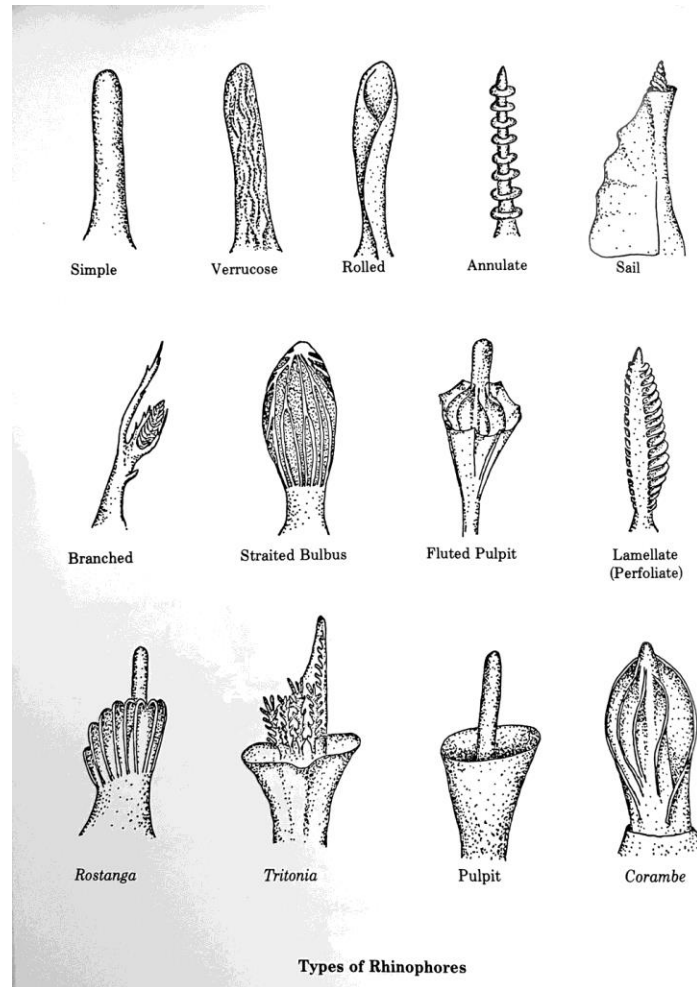 Simple
Verrucose
Rolled
Annulate
Sail
Branched
Straited Bulbus
Fluted Pulpit
Lamellate
(Perfoliate)
Rostanga
Tritonia
Pulpit
Corambe
Types of Rhinophores